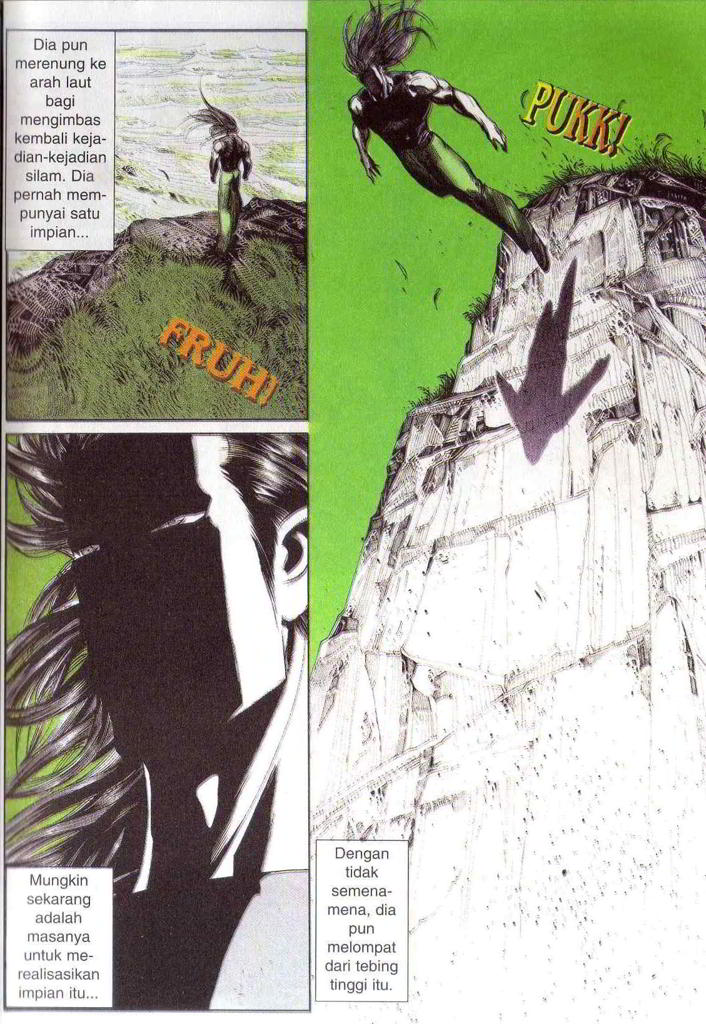 Dia pun
merenung ke
arah laut
bagi
mengimbas
kembali keja-
dian-kejadian
silam. Dia
pernah mem-
punyai satu
impian...
FRUH!
Mungkin
sekarang
adalah
masanya
untuk me-
realisasikan
impian itu...
PUKK!
Dengan
tidak
semena-
mena, dia
pun
melompat
dari tebing
tinggi itu.